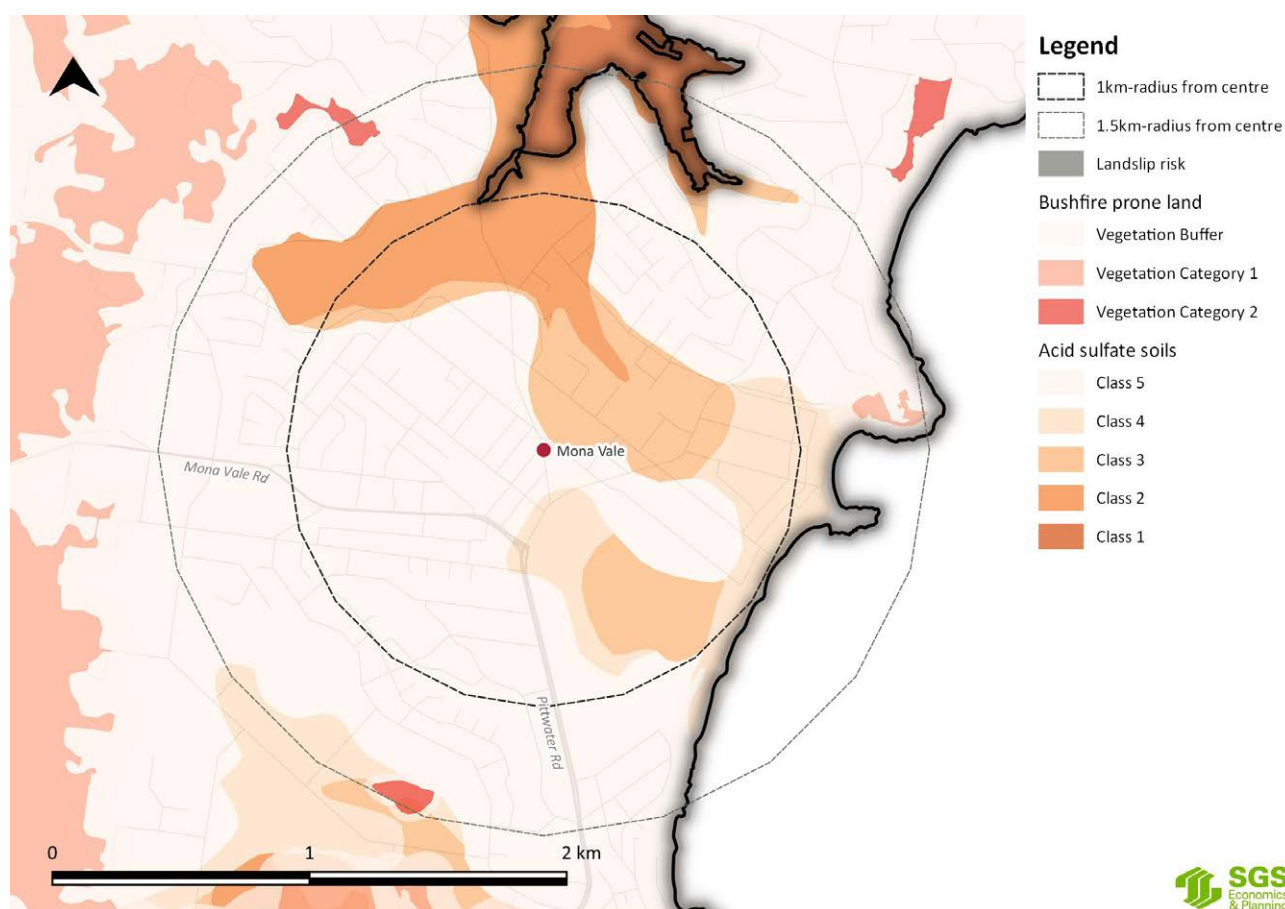 Legend
1km-radius from centre
1.5km-radius from centre
Landslip risk
Bushfire prone land
Vegetation Buffer
Vegetation Category 1
Vegetation Category 2
Acid sulfate soils
Class 5
Class 4
Class 3
Class 2
Class 1
Mona Vale
Mona Vale Rd
Pittwater Rd
0 1 2 km
SGS
Economics
& Planning